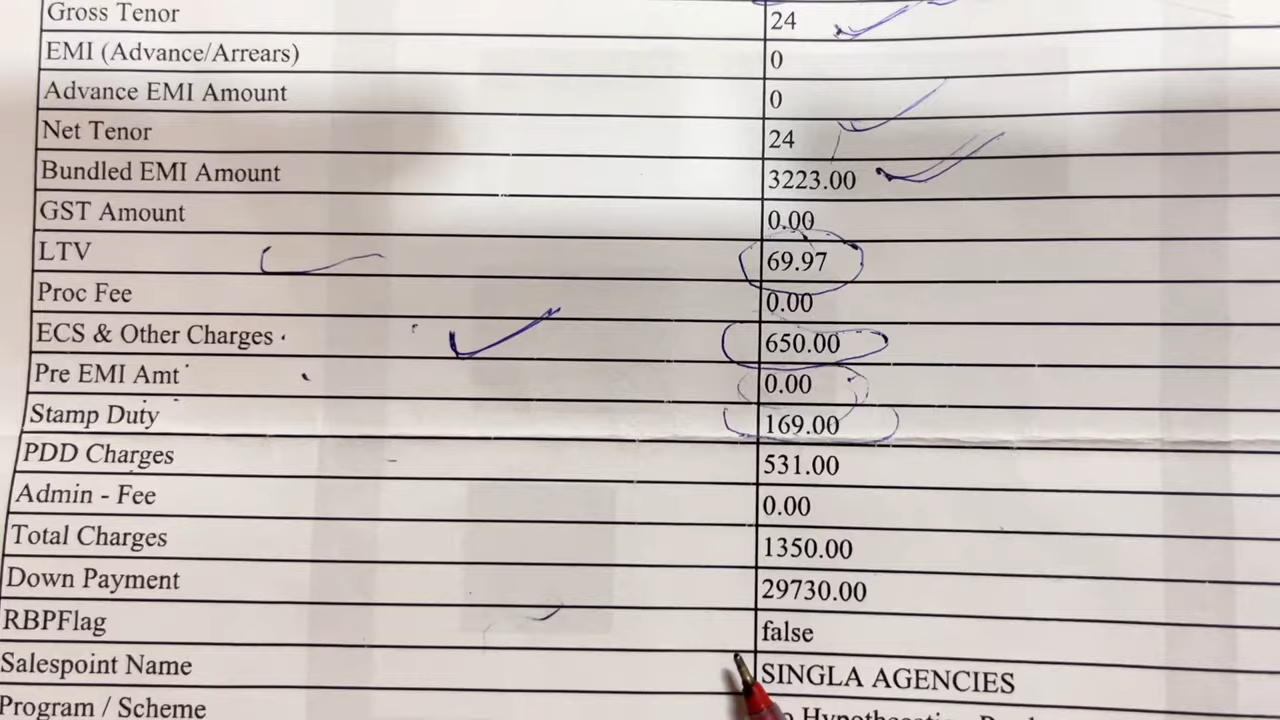 Gross Tenor 24
EMI (Advance/Arrears) 0
Advance EMI Amount 0
Net Tenor 24
Bundled EMI Amount 3223.00
GST Amount 0.00
LTV 69.97
Proc Fee 0.00
ECS & Other Charges 650.00
Pre EMI Amt 0.00
Stamp Duty 169.00
PDD Charges 531.00
Admin - Fee 0.00
Total Charges 1350.00
Down Payment 29730.00
RBPFlag false
Salespoint Name SINGLA AGENCIES
Program / Scheme